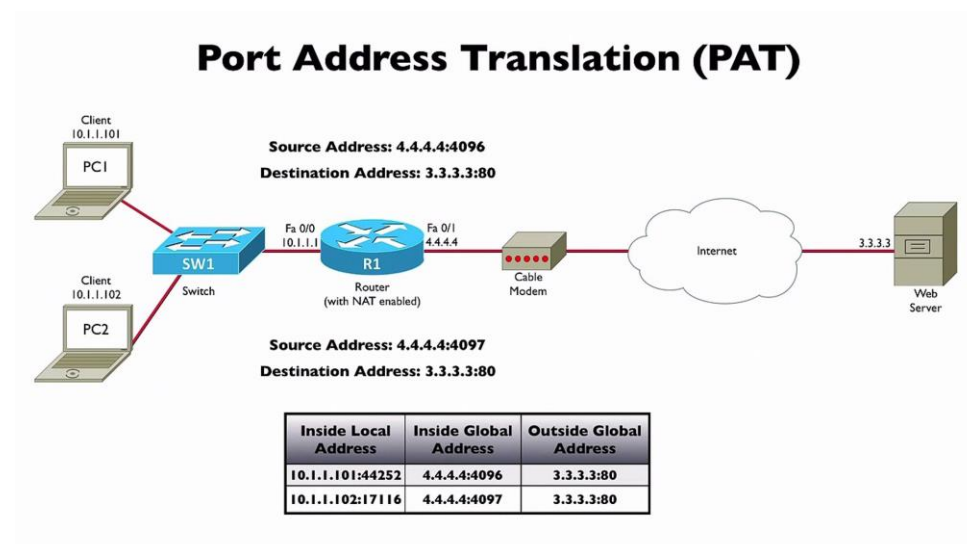 Port Address Translation (PAT)
Client
10.1.1.101
PC1
Source Address: 4.4.4.4:4096
Destination Address: 3.3.3.3:80
Fa 0/0
10.1.1.1
Fa 0/1
4.4.4.4
SW1
Switch
R1
Router
(with NAT enabled)
Cable
Modem
Internet
3.3.3.3
Web
Server
Client
10.1.1.102
PC2
Source Address: 4.4.4.4:4097
Destination Address: 3.3.3.3:80
Inside Local Address
Inside Global Address
Outside Global Address
10.1.1.101:44252 4.4.4.4:4096 3.3.3.3:80
10.1.1.102:17116 4.4.4.4:4097 3.3.3.3:80